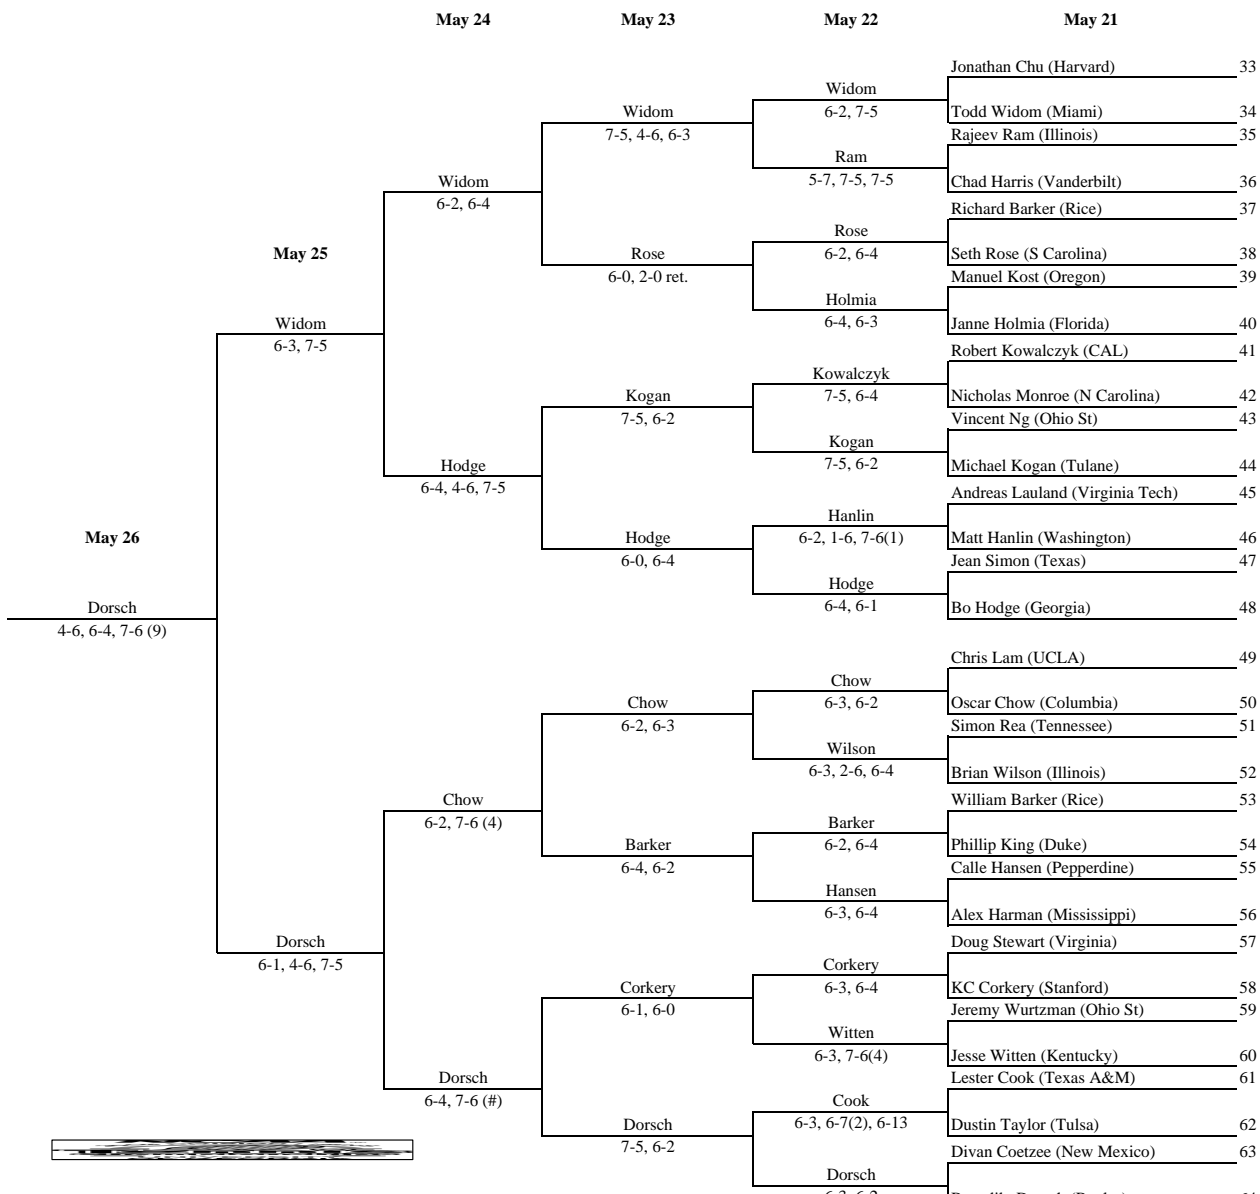 May 24 May 23 May 22 May 21
Jonathan Chu (Harvard) 33
Widom
6-2, 7-5
Widom
7-5, 4-6, 6-3
Todd Widom (Miami) 34
Rajeev Ram (Illinois) 35
Ram
5-7, 7-5, 7-5
Widom
6-2, 6-4
Chad Harris (Vanderbilt) 36
Richard Barker (Rice) 37
Rose
6-2, 6-4
May 25
Rose
6-0, 2-0 ret.
Seth Rose (S Carolina) 38
Manuel Kost (Oregon) 39
Holmia
6-4, 6-3
Widom
6-3, 7-5
Janne Holmia (Florida) 40
Robert Kowalczyk (CAL) 41
Kowalczyk
7-5, 6-4
Kogan
7-5, 6-2
Nicholas Monroe (N Carolina) 42
Vincent Ng (Ohio St) 43
Kogan
7-5, 6-2
Hodge
6-4, 4-6, 7-5
Michael Kogan (Tulane) 44
Andreas Lauland (Virginia Tech) 45
Hanlin
6-2, 1-6, 7-6(1)
May 26
Hodge
6-0, 6-4
Matt Hanlin (Washington) 46
Jean Simon (Texas) 47
Hodge
6-4, 6-1
Dorsch
4-6, 6-4, 7-6 (9)
Bo Hodge (Georgia) 48
Chris Lam (UCLA) 49
Chow
6-3, 6-2
Chow
6-2, 6-3
Oscar Chow (Columbia) 50
Simon Rea (Tennessee) 51
Wilson
6-3, 2-6, 6-4
Brian Wilson (Illinois) 52
Chow
6-2, 7-6 (4)
William Barker (Rice) 53
Barker
6-2, 6-4
Barker
6-4, 6-2
Phillip King (Duke) 54
Calle Hansen (Pepperdine) 55
Hansen
6-3, 6-4
Alex Harman (Mississippi) 56
Dorsch
6-1, 4-6, 7-5
Doug Stewart (Virginia) 57
Corkery
6-3, 6-4
Corkery
6-1, 6-0
KC Corkery (Stanford) 58
Jeremy Wurtzman (Ohio St) 59
Witten
6-3, 7-6(4)
Jesse Witten (Kentucky) 60
Dorsch
6-4, 7-6 (#)
Lester Cook (Texas A&M) 61
Cook
6-3, 6-7(2), 6-13
Dorsch
7-5, 6-2
Dustin Taylor (Tulsa) 62
Divan Coetzee (New Mexico) 63
Dorsch